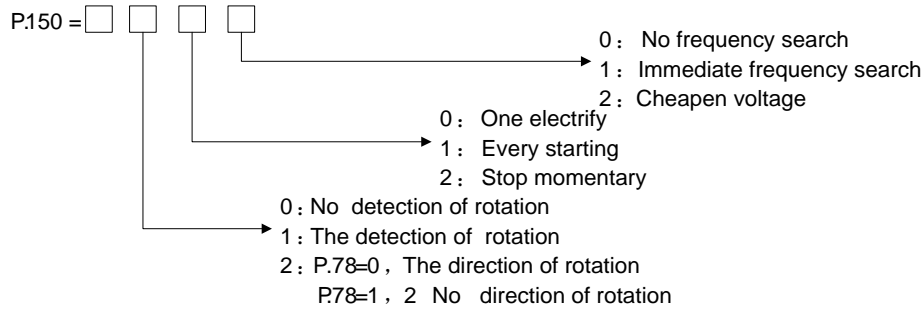 P.150 =
0： No frequency search
1： Immediate frequency search
2： Cheapen voltage
0： One electrify
1： Every starting
2： Stop momentary
0：No detection of rotation
1：The detection of rotation
2：P.78=0，The direction of rotation
P.78=1，2 No direction of rotation